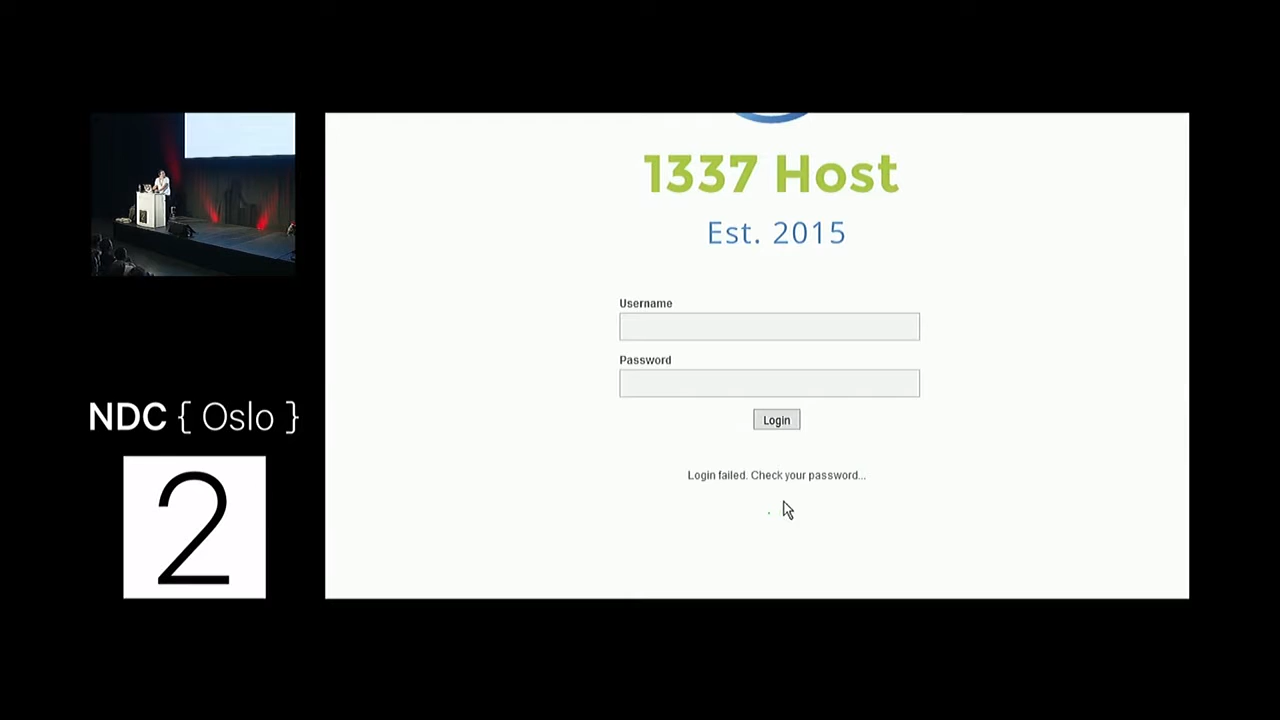 1337 Host
Est. 2015
Username
Password
Login
Login failed. Check your password...
NDC { Oslo }
2